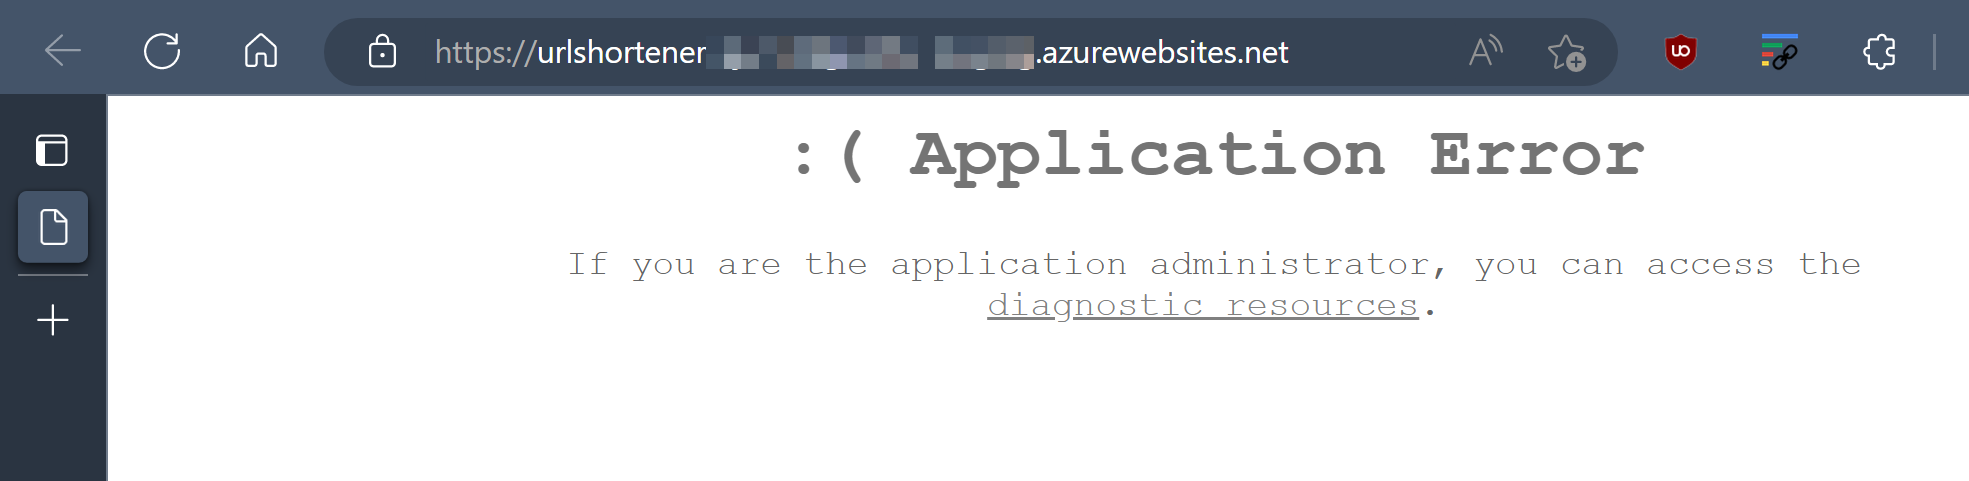 https://urlshortener .azurewebsites.net
:( Application Error
If you are the application administrator, you can access the
diagnostic resources.